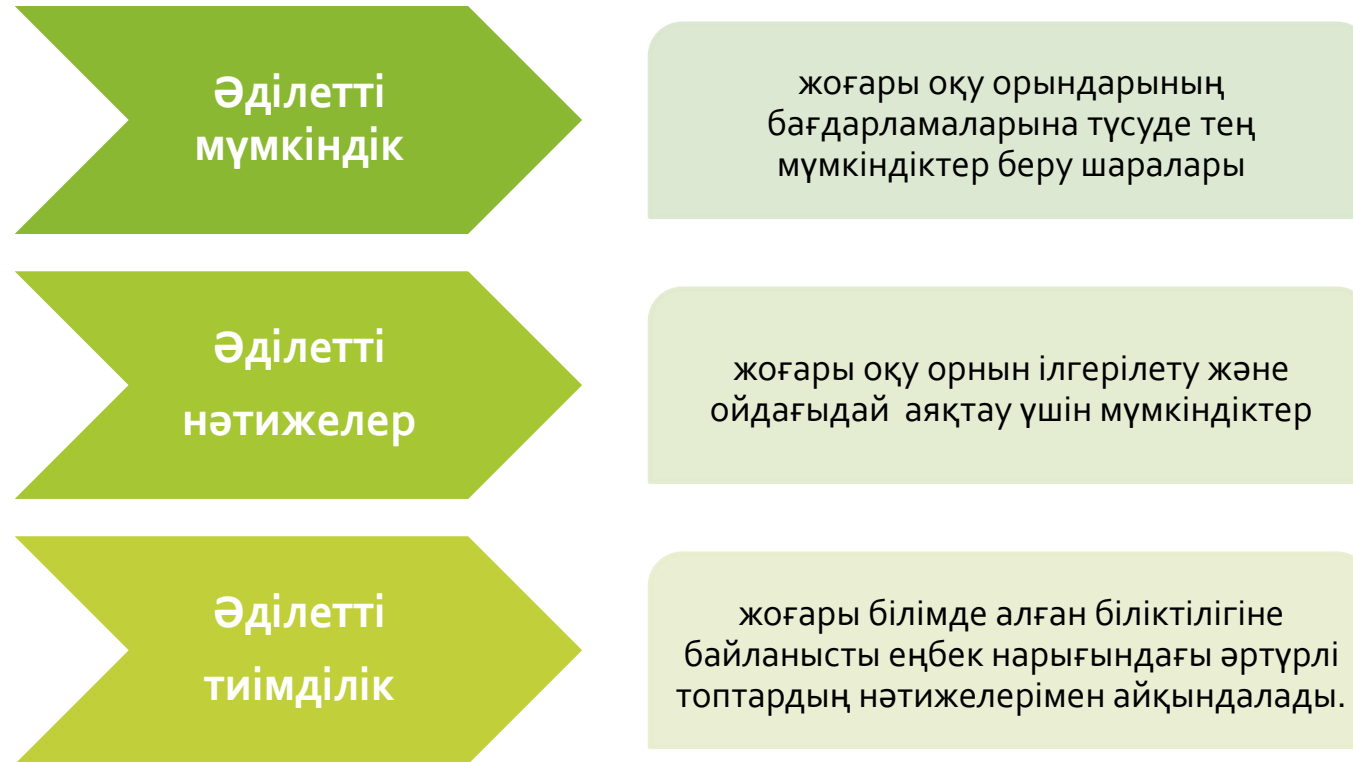 Әділетті
мүмкіндік
жоғары оқу орындарының
бағдарламаларына түсуде тең
мүмкіндіктер беру шаралары
Әділетті
нәтижелер
жоғары оқу орнын ілгерілету және
ойдағыдай аяқтау үшін мүмкіндіктер
Әділетті
тиімділік
жоғары білімде алған біліктілігіне
байланысты еңбек нарығындағы әртүрлі
топтардың нәтижелерімен айқындалады.